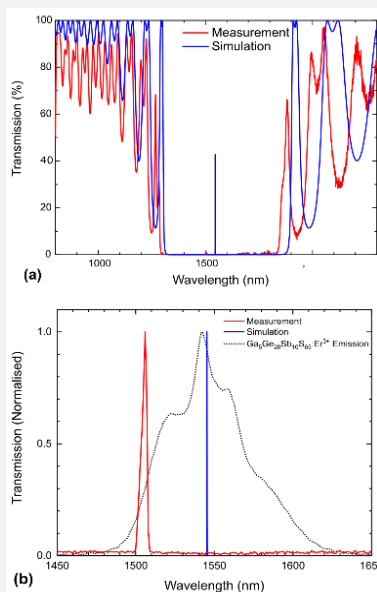 100
80
60
40
20
0
Transmission (%)
Measurement
Simulation
1000
1500
Wavelength (nm)
(a)
Measurement
Simulation
Ga5Ge20Sb10S65:Er3+ Emission
1.0
0.5
0.0
Transmission (Normalised)
1450
1500
1550
1600
1650
Wavelength (nm)
(b)